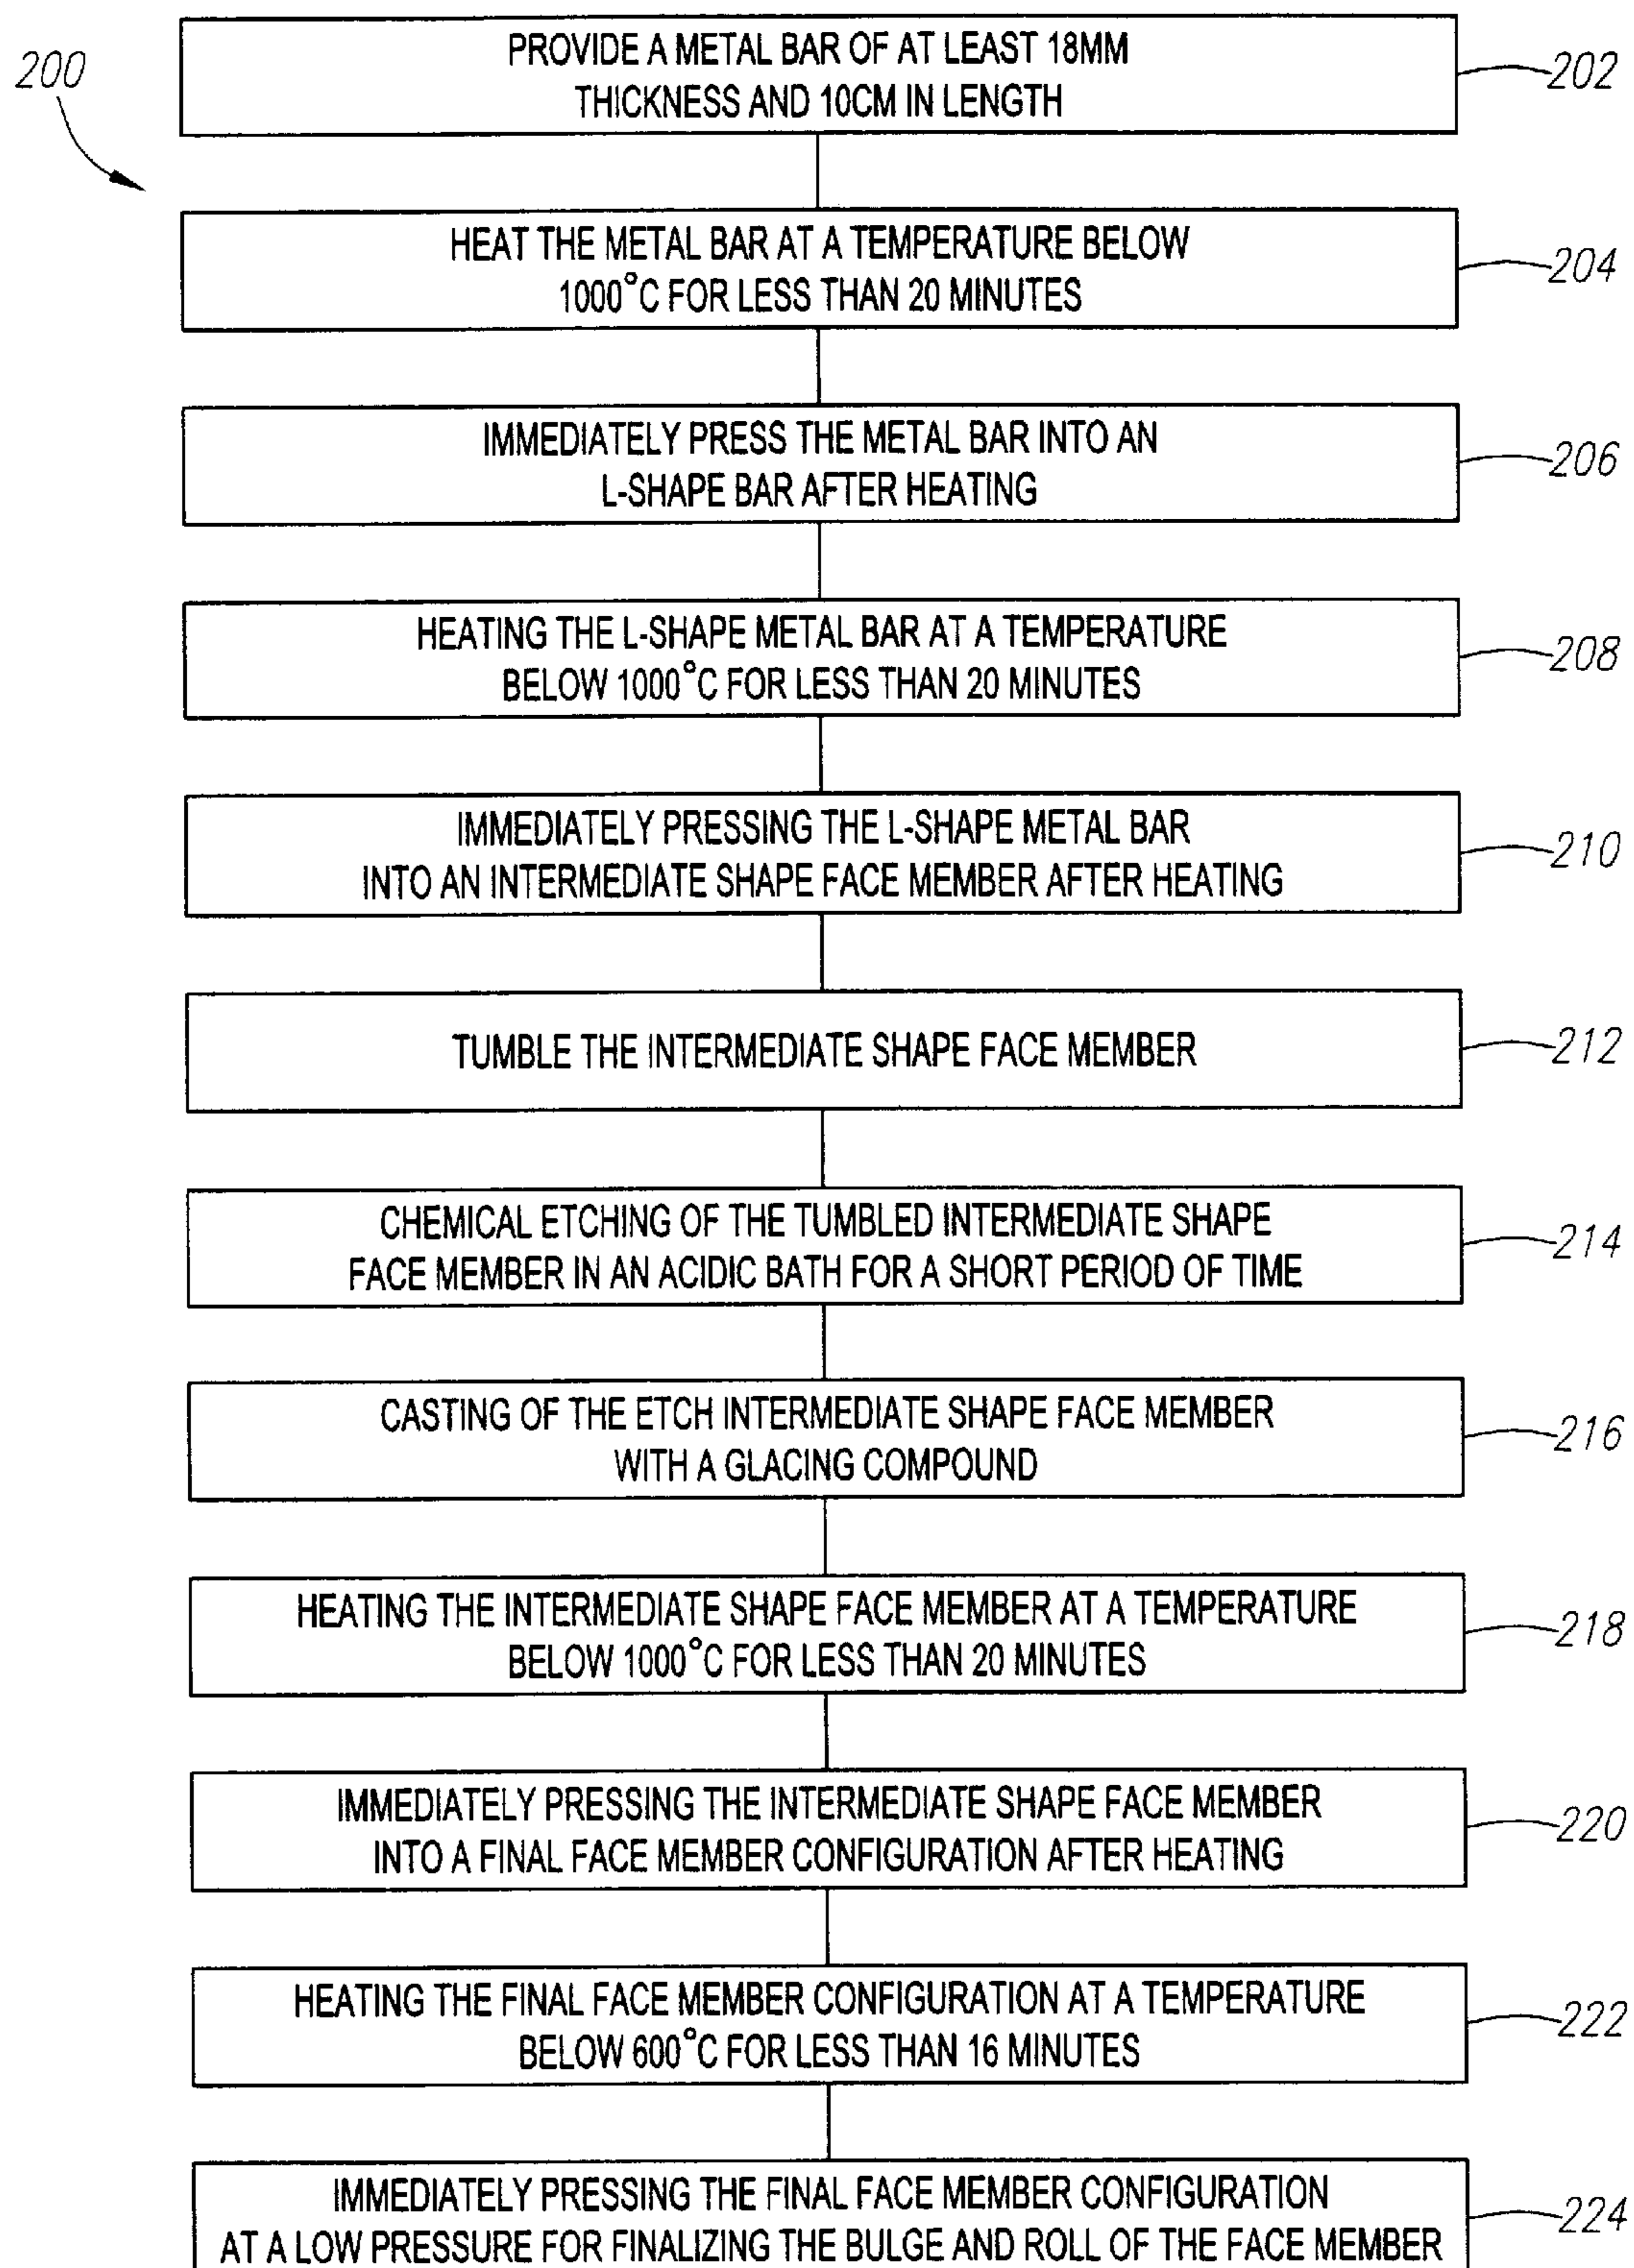 200
PROVIDE A METAL BAR OF AT LEAST 18MM
THICKNESS AND 10CM IN LENGTH
202
HEAT THE METAL BAR AT A TEMPERATURE BELOW
1000°C FOR LESS THAN 20 MINUTES
204
IMMEDIATELY PRESS THE METAL BAR INTO AN
L-SHAPE BAR AFTER HEATING
206
HEATING THE L-SHAPE METAL BAR AT A TEMPERATURE
BELOW 1000°C FOR LESS THAN 20 MINUTES
208
IMMEDIATELY PRESSING THE L-SHAPE METAL BAR
INTO AN INTERMEDIATE SHAPE FACE MEMBER AFTER HEATING
210
TUMBLE THE INTERMEDIATE SHAPE FACE MEMBER
212
CHEMICAL ETCHING OF THE TUMBLED INTERMEDIATE SHAPE
FACE MEMBER IN AN ACIDIC BATH FOR A SHORT PERIOD OF TIME
214
CASTING OF THE ETCH INTERMEDIATE SHAPE FACE MEMBER
WITH A GLACING COMPOUND
216
HEATING THE INTERMEDIATE SHAPE FACE MEMBER AT A TEMPERATURE
BELOW 1000°C FOR LESS THAN 20 MINUTES
218
IMMEDIATELY PRESSING THE INTERMEDIATE SHAPE FACE MEMBER
INTO A FINAL FACE MEMBER CONFIGURATION AFTER HEATING
220
HEATING THE FINAL FACE MEMBER CONFIGURATION AT A TEMPERATURE
BELOW 600°C FOR LESS THAN 16 MINUTES
222
IMMEDIATELY PRESSING THE FINAL FACE MEMBER CONFIGURATION
AT A LOW PRESSURE FOR FINALIZING THE BULGE AND ROLL OF THE FACE MEMBER
224